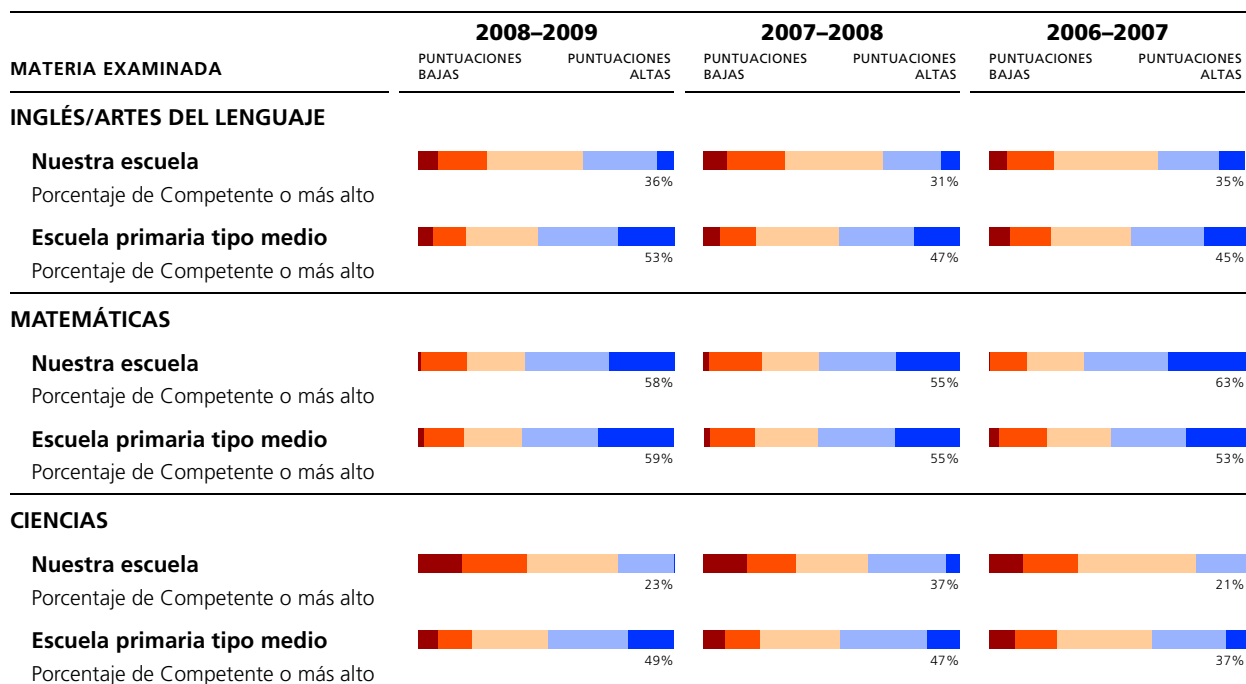 2008–2009 2007–2008 2006–2007
MATERIA EXAMINADA PUNTUACIONES BAJAS PUNTUACIONES ALTAS PUNTUACIONES BAJAS PUNTUACIONES ALTAS PUNTUACIONES BAJAS PUNTUACIONES ALTAS
INGLÉS/ARTES DEL LENGUAJE
Nuestra escuela
Porcentaje de Competente o más alto 36% 31% 35%
Escuela primaria tipo medio
Porcentaje de Competente o más alto 53% 47% 45%
MATEMÁTICAS
Nuestra escuela
Porcentaje de Competente o más alto 58% 55% 63%
Escuela primaria tipo medio
Porcentaje de Competente o más alto 59% 55% 53%
CIENCIAS
Nuestra escuela
Porcentaje de Competente o más alto 23% 37% 21%
Escuela primaria tipo medio
Porcentaje de Competente o más alto 49% 47% 37%